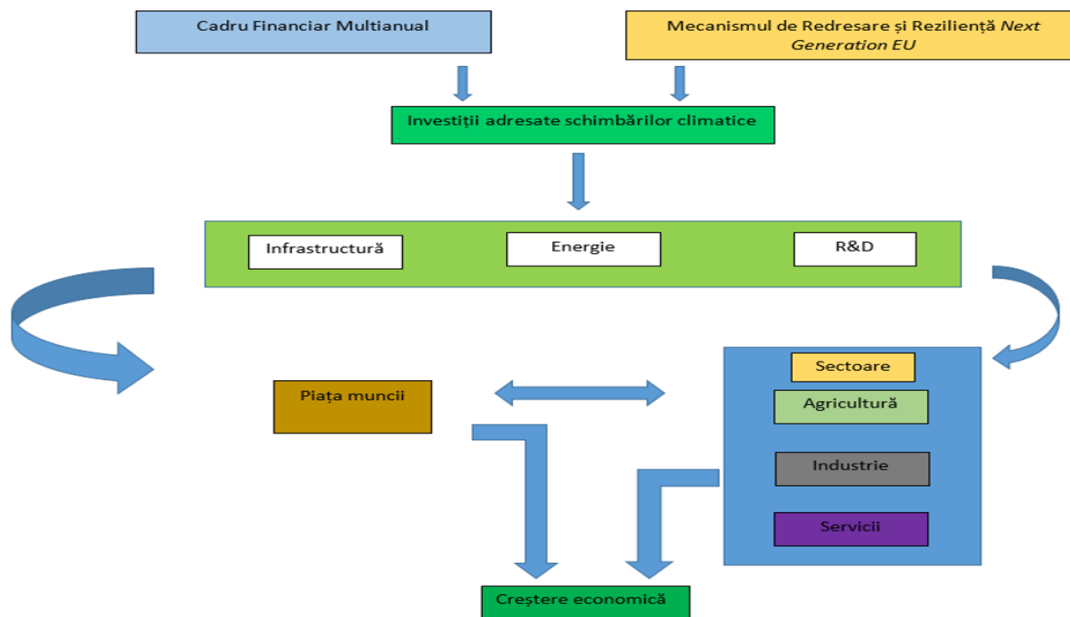 Cadru Financiar Multianual
Mecanismul de Redresare și Reziliență Next
Generation EU
Investiții adresate schimbărilor climatice
Infrastructură
Energie
R&D
Sectoare
Piața muncii
Agricultură
Industrie
Servicii
Creștere economică